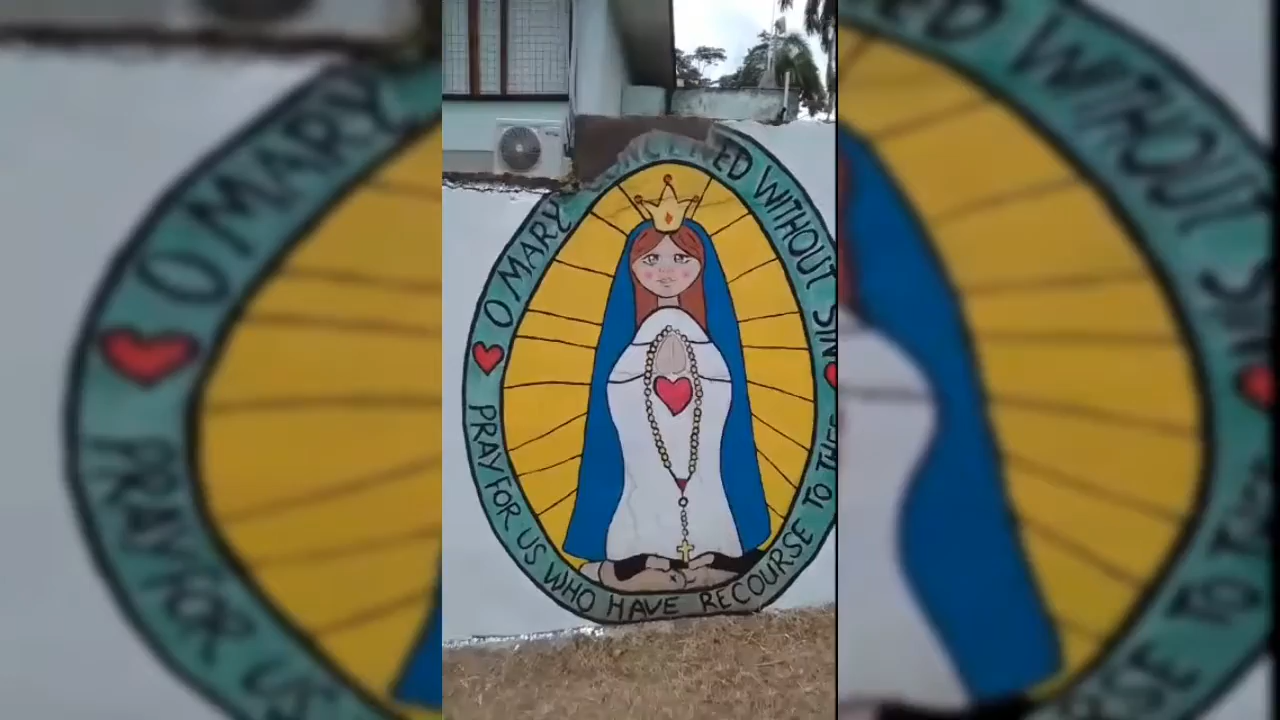 O MARY CONCEIVED WITHOUT SIN
PRAY FOR US WHO HAVE RECOURSE TO THEE